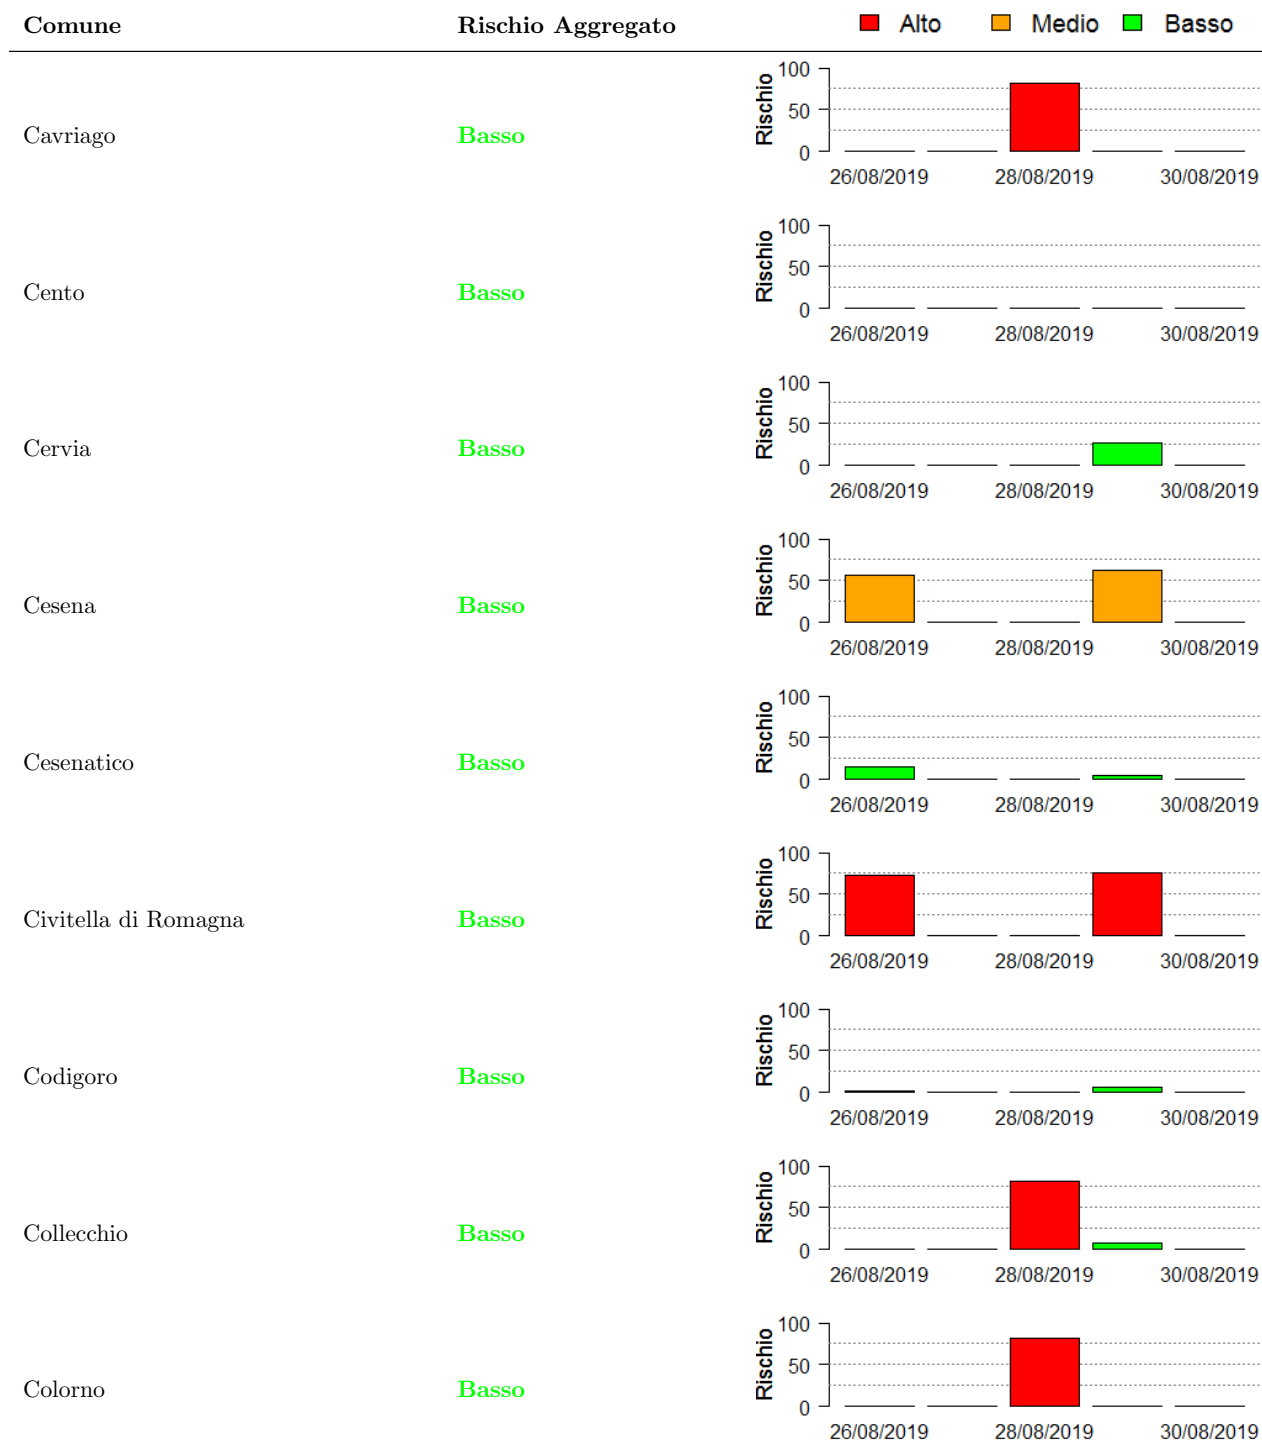 Comune Rischio Aggregato Alto Medio Basso
Cavriago Basso
Rischio
100
50
0
26/08/2019 28/08/2019 30/08/2019
Cento Basso
Rischio
100
50
0
26/08/2019 28/08/2019 30/08/2019
Cervia Basso
Rischio
100
50
0
26/08/2019 28/08/2019 30/08/2019
Cesena Basso
Rischio
100
50
0
26/08/2019 28/08/2019 30/08/2019
Cesenatico Basso
Rischio
100
50
0
26/08/2019 28/08/2019 30/08/2019
Civitella di Romagna Basso
Rischio
100
50
0
26/08/2019 28/08/2019 30/08/2019
Codigoro Basso
Rischio
100
50
0
26/08/2019 28/08/2019 30/08/2019
Collecchio Basso
Rischio
100
50
0
26/08/2019 28/08/2019 30/08/2019
Colorno Basso
Rischio
100
50
0
26/08/2019 28/08/2019 30/08/2019